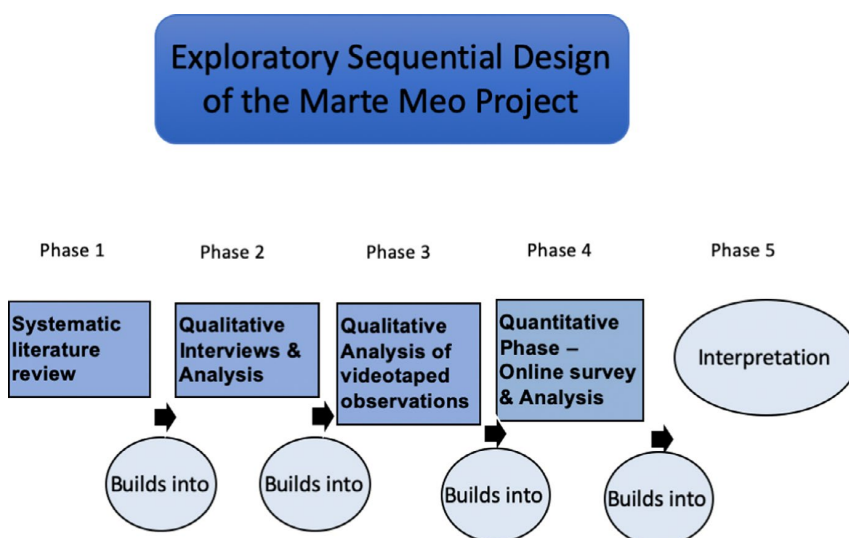 Exploratory Sequential Design
of the Marte Meo Project
Phase 1
Phase 2
Phase 3
Phase 4
Phase 5
Systematic
literature
review
Qualitative
Interviews &
Analysis
Qualitative
Analysis of
videotaped
observations
Quantitative
Phase –
Online survey
& Analysis
Interpretation
Builds into
Builds into
Builds into
Builds into